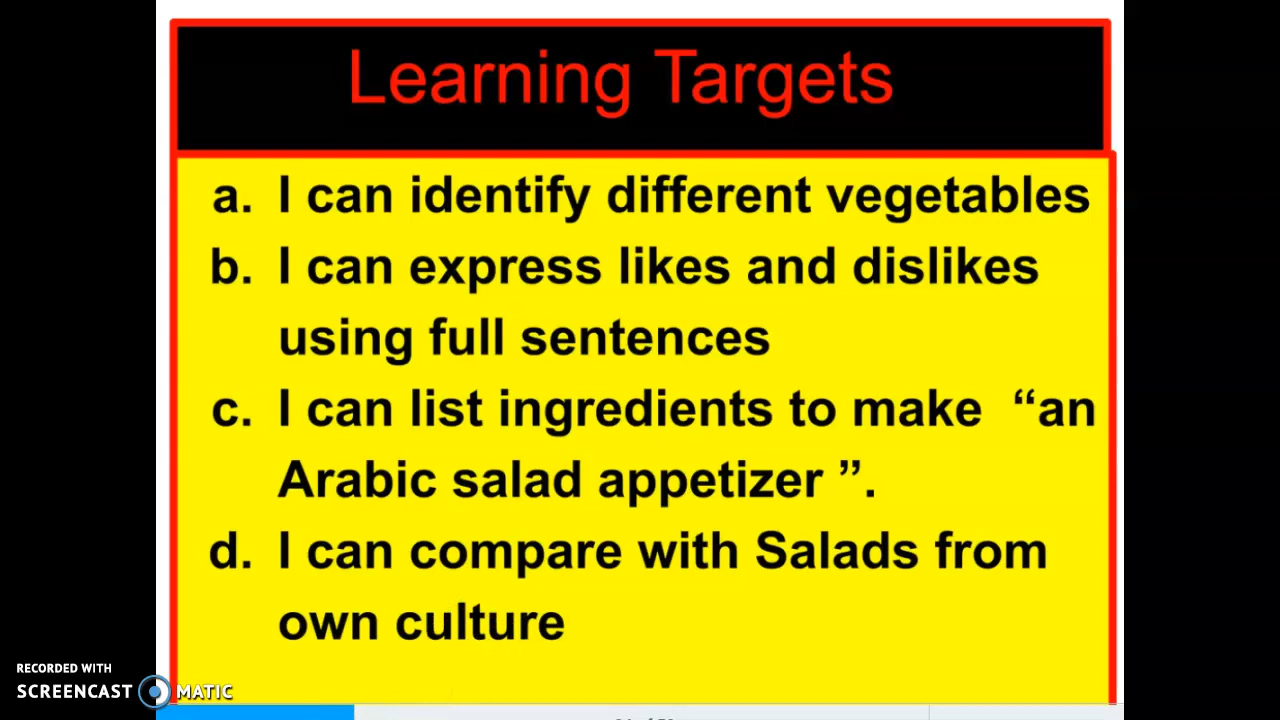 Learning Targets
a. I can identify different vegetables
b. I can express likes and dislikes
using full sentences
c. I can list ingredients to make “an
Arabic salad appetizer ”.
d. I can compare with Salads from
own culture
RECORDED WITH
SCREENCAST MATIC